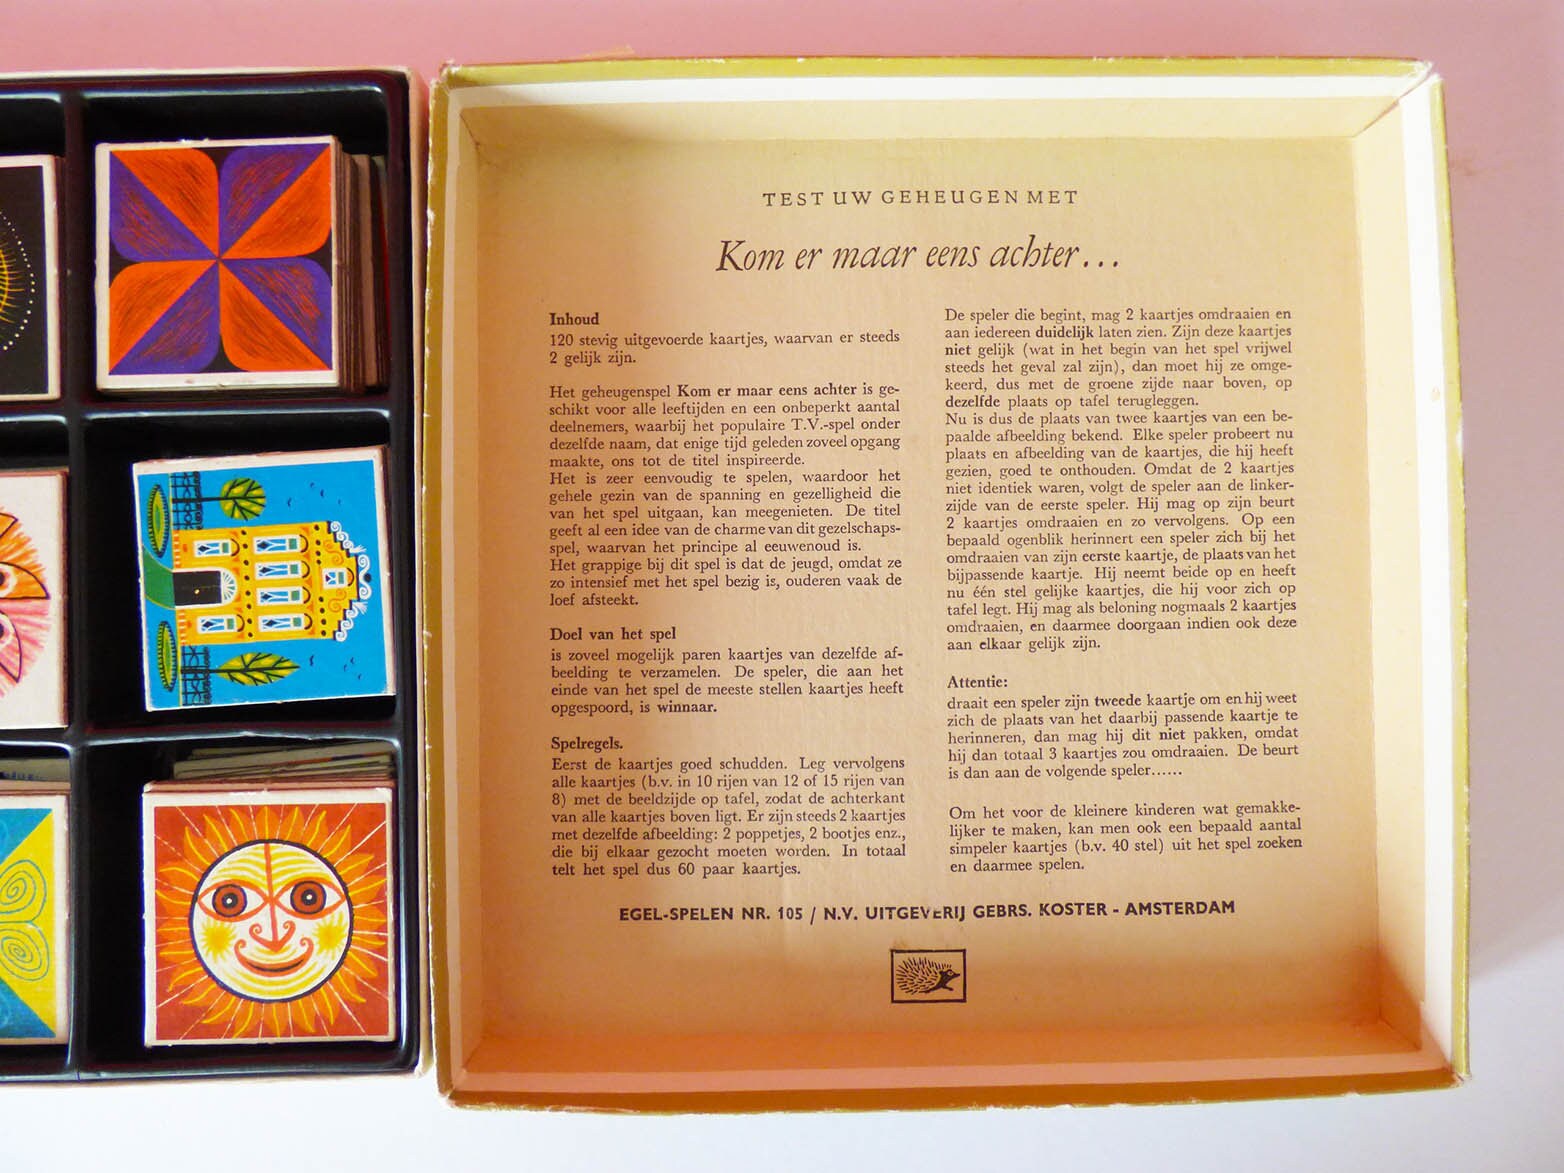 TEST UW GEHEUGEN MET
Kom er maar eens achter...
Inhoud
120 stevig uitgevoerde kaartjes, waarvan er steeds
2 gelijk zijn.
Het geheugenspel Kom er maar eens achter is ge-
schikt voor alle leeftijden en een onbeperkt aantal
deelnemers, waarbij het populaire T.V.-spel onder
dezelfde naam, dat enige tijd geleden zoveel opgang
maakte, ons tot de titel inspireerde.
Het is zeer eenvoudig te spelen, waardoor het
gehele gezin van de spanning en gezelligheid die
van het spel uitgaan, kan meegenieten. De titel
geeft al een idee van de charme van dit gezelschaps-
spel, waarvan het principe al eeuwenoud is.
Het grappige bij dit spel is dat de jeugd, omdat ze
zo intensief met het spel bezig is, ouderen vaak de
loef afsteekt.
Doel van het spel
is zoveel mogelijk paren kaartjes van dezelfde af-
beelding te verzamelen. De speler, die aan het
einde van het spel de meeste stellen kaartjes heeft
opgespoord, is winnaar.
Spelregels.
Eerst de kaartjes goed schudden. Leg vervolgens
alle kaartjes (b.v. in 10 rijen van 12 of 15 rijen van
8) met de beeldzijde op tafel, zodat de achterkant
van alle kaartjes boven ligt. Er zijn steeds 2 kaartjes
met dezelfde afbeelding: 2 poppetjes, 2 bootjes enz.,
die bij elkaar gezocht moeten worden. In totaal
telt het spel dus 60 paar kaartjes.
De speler die begint, mag 2 kaartjes omdraaien en
aan iedereen duidelijk laten zien. Zijn deze kaartjes
niet gelijk (wat in het begin van het spel vrijwel
steeds het geval zal zijn), dan moet hij ze omge-
keerd, dus met de groene zijde naar boven, op
dezelfde plaats op tafel terugleggen.
Nu is dus de plaats van twee kaartjes van een be-
paalde afbeelding bekend. Elke speler probeert nu
plaats en afbeelding van de kaartjes, die hij heeft
gezien, goed te onthouden. Omdat de 2 kaartjes
niet identiek waren, volgt de speler aan de linker-
zijde van de eerste speler. Hij mag op zijn beurt
2 kaartjes omdraaien en zo vervolgens. Op een
bepaald ogenblik herinnert een speler zich bij het
omdraaien van zijn eerste kaartje, de plaats van het
bijpassende kaartje. Hij neemt beide op en heeft
nu één stel gelijke kaartjes, die hij voor zich op
tafel legt. Hij mag als beloning nogmaals 2 kaartjes
omdraaien, en daarmee doorgaan indien ook deze
aan elkaar gelijk zijn.
Attentie:
draait een speler zijn tweede kaartje om en hij weet
zich de plaats van het daarbij passende kaartje te
herinneren, dan mag hij dit niet pakken, omdat
hij dan totaal 3 kaartjes zou omdraaien. De beurt
is dan aan de volgende speler......
Om het voor de kleinere kinderen wat gemakke-
lijker te maken, kan men ook een bepaald aantal
simpeler kaartjes (b.v. 40 stel) uit het spel zoeken
en daarmee spelen.
EGEL-SPELEN NR. 105 / N.V. UITGEVERIJ GEBRS. KOSTER - AMSTERDAM